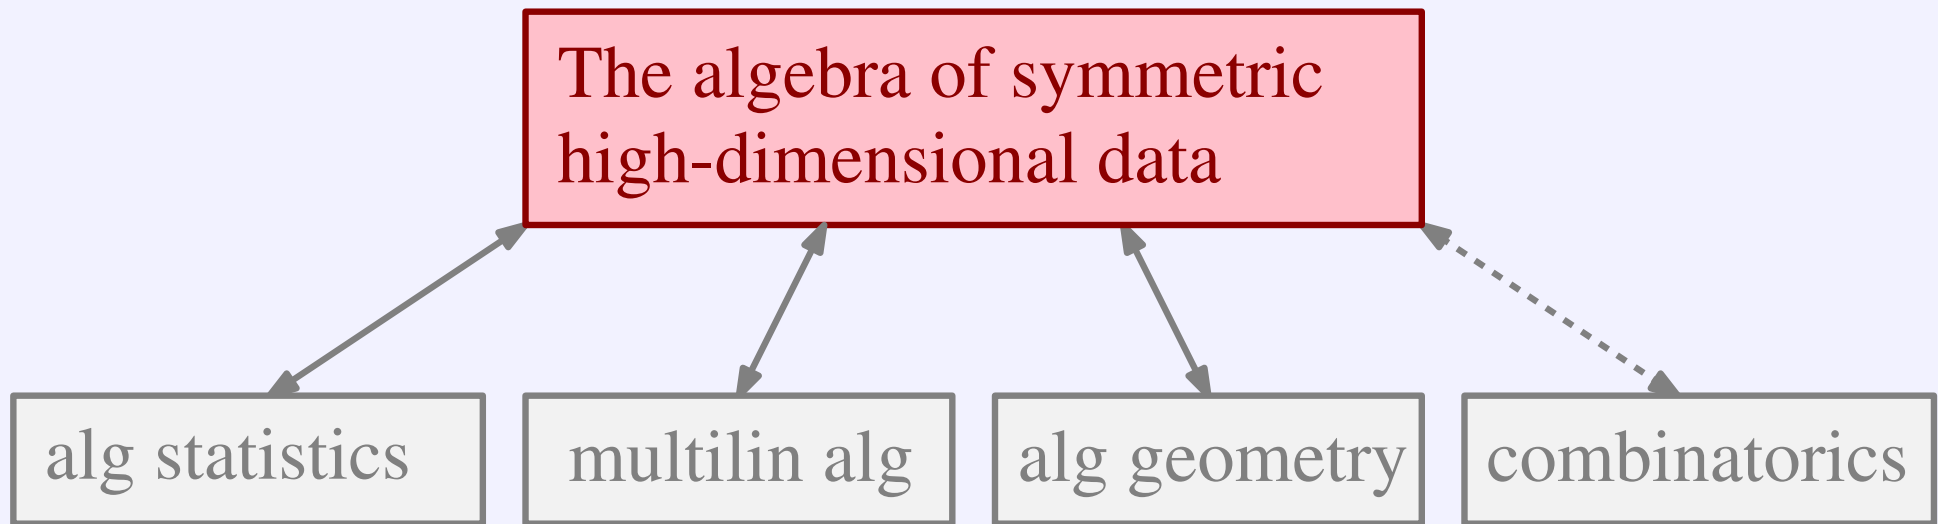 The algebra of symmetric
high-dimensional data
alg statistics
multilin alg
alg geometry
combinatorics